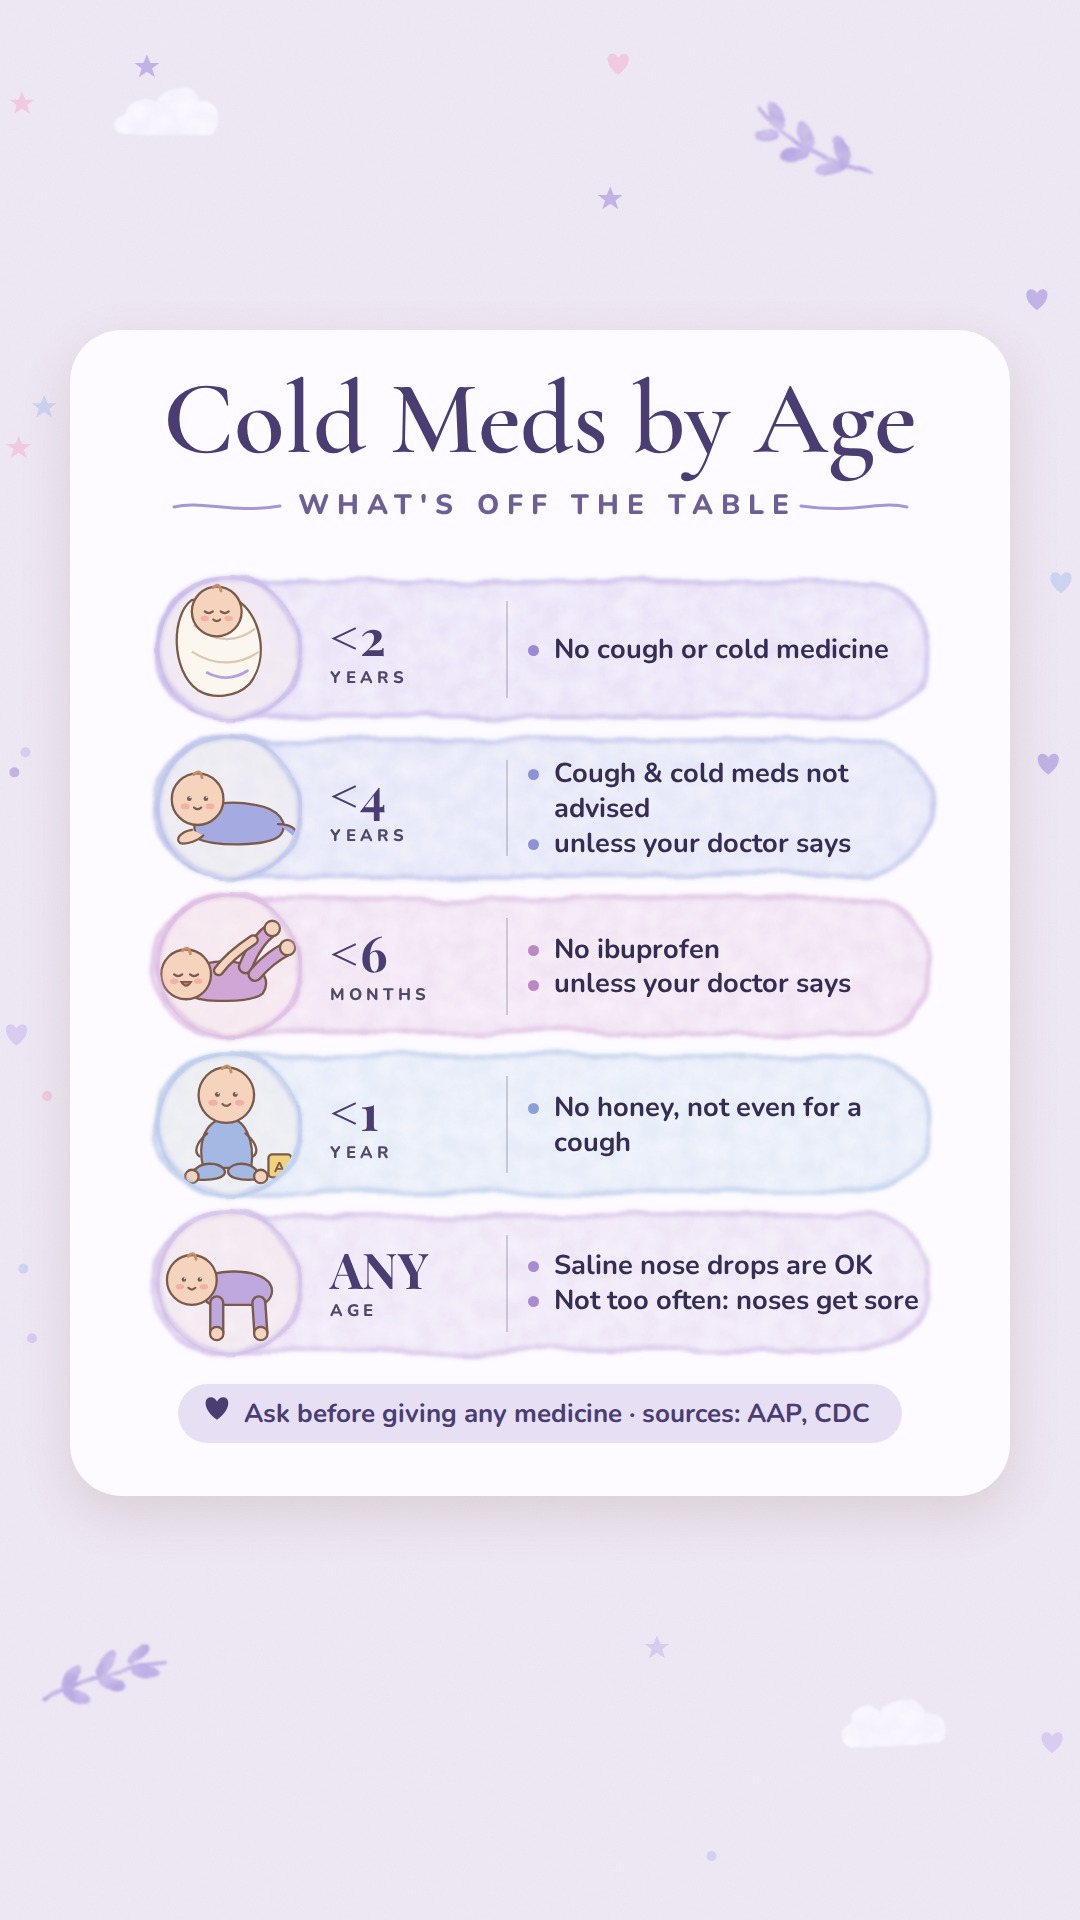 Cold Meds by Age
WHAT'S OFF THE TABLE
<2
YEARS
No cough or cold medicine
<4
YEARS
Cough & cold meds not
advised
unless your doctor says
<6
MONTHS
No ibuprofen
unless your doctor says
<1
YEAR
No honey, not even for a
cough
A
ANY
AGE
Saline nose drops are OK
Not too often: noses get sore
Ask before giving any medicine · sources: AAP, CDC